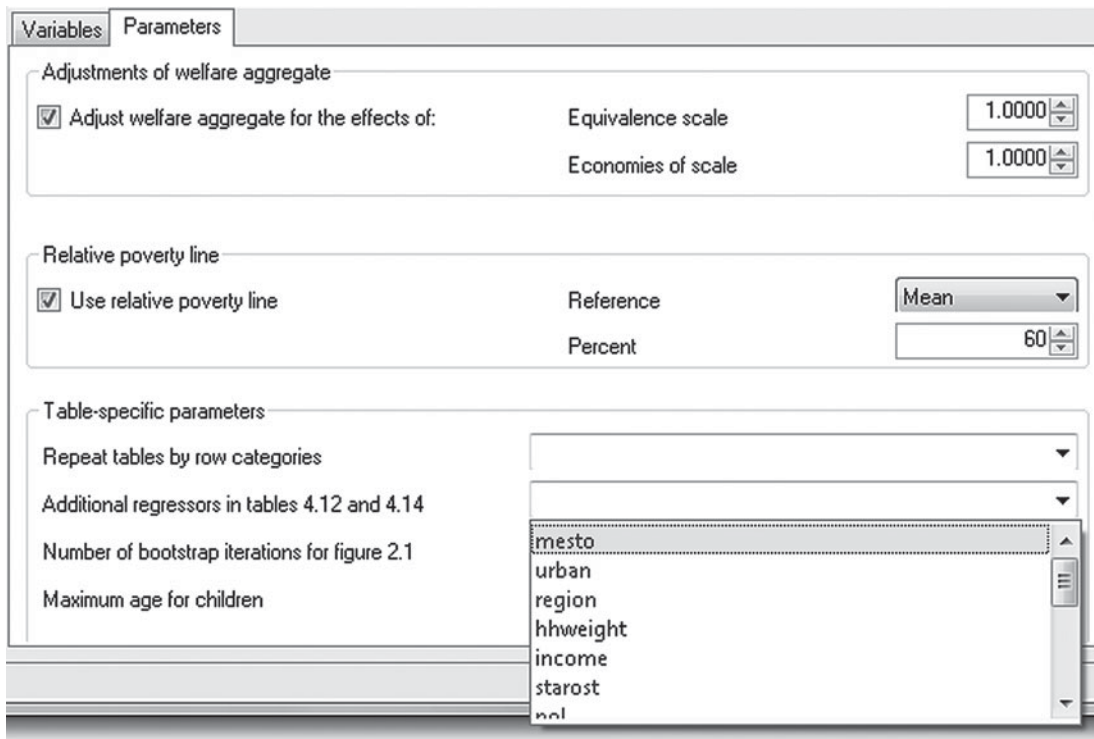 Variables Parameters
Adjustments of welfare aggregate
Adjust welfare aggregate for the effects of: Equivalence scale 1.0000
Economies of scale 1.0000
Relative poverty line
Use relative poverty line Reference Mean
Percent 60
Table-specific parameters
Repeat tables by row categories
Additional regressors in tables 4.12 and 4.14
Number of bootstrap iterations for figure 2.1
Maximum age for children
mesto
urban
region
hhweight
income
starost
pol